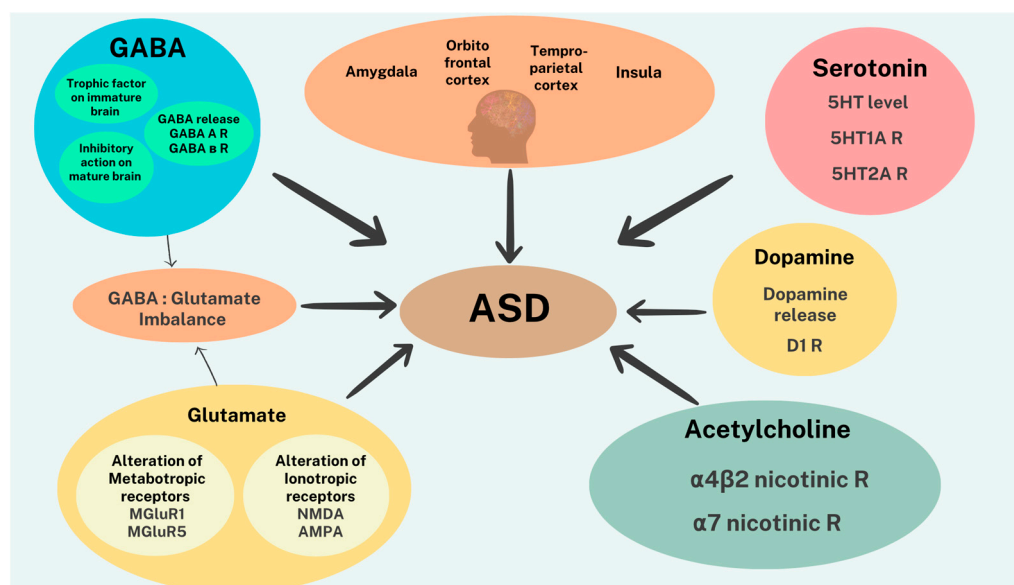 GABA
Trophic factor
on immature
brain
GABA release
GABA A R
GABA B R
Inhibitory
action on
mature brain
Amygdala
Orbito
frontal
cortex
Tempro-
parietal
cortex
Insula
Serotonin
5HT level
5HT1A R
5HT2A R
GABA : Glutamate
Imbalance
ASD
Dopamine
Dopamine
release
D1 R
Glutamate
Alteration of
Metabotropic
receptors
MGluR1
MGluR5
Alteration of
Ionotropic
receptors
NMDA
AMPA
Acetylcholine
α4β2 nicotinic R
α7 nicotinic R